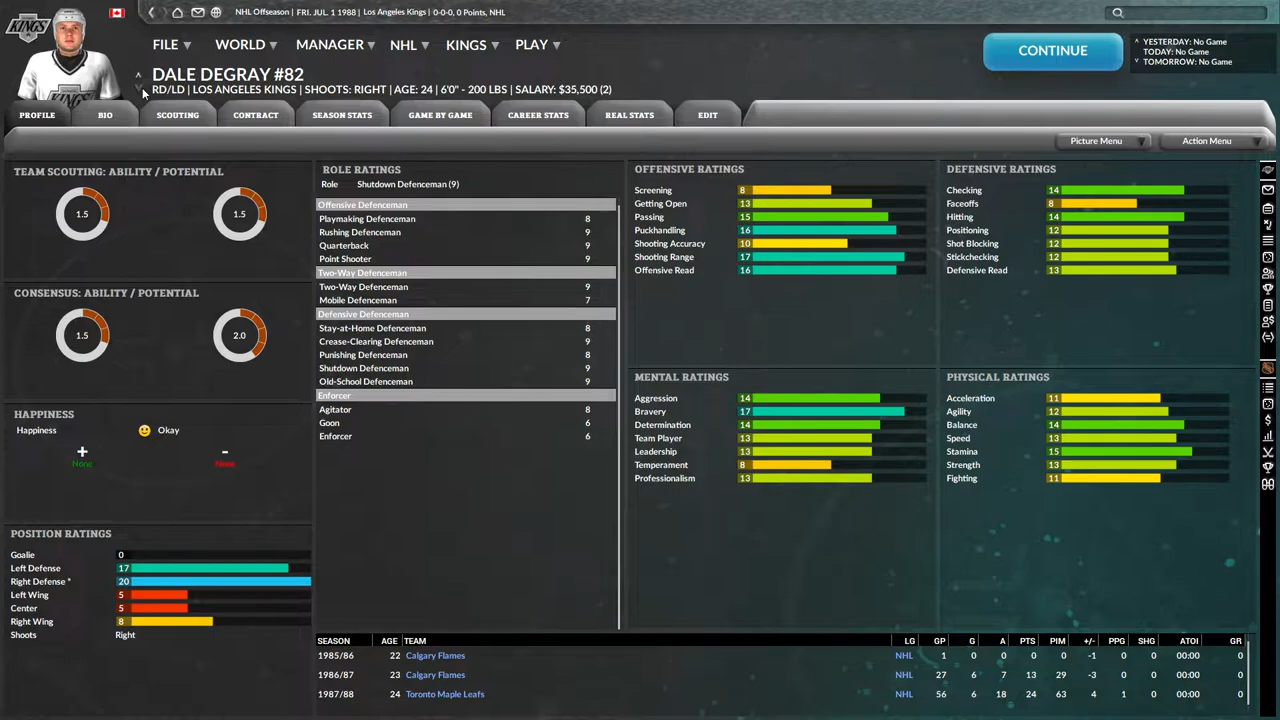 NHL Offseason | FRI. JUL. 1 1988 | Los Angeles Kings | 0-0-0, 0 Points, NHL
KINGS
FILE WORLD MANAGER NHL KINGS PLAY
CONTINUE
YESTERDAY: No Game
TODAY: No Game
TOMORROW: No Game
DALE DEGRAY #82
RD/LD | LOS ANGELES KINGS | SHOOTS: RIGHT | AGE: 24 | 6'0" - 200 LBS | SALARY: $35,500 (2)
PROFILE BIO SCOUTING CONTRACT SEASON STATS GAME BY GAME CAREER STATS REAL STATS EDIT
Picture Menu Action Menu
TEAM SCOUTING: ABILITY / POTENTIAL
1.5 1.5
CONSENSUS: ABILITY / POTENTIAL
1.5 2.0
HAPPINESS
Happiness Okay
+ -
None None
POSITION RATINGS
Goalie 0
Left Defense 17
Right Defense * 20
Left Wing 5
Center 5
Right Wing 8
Shoots Right
ROLE RATINGS
Role Shutdown Defenceman (9)
Offensive Defenceman
Playmaking Defenceman 8
Rushing Defenceman 9
Quarterback 9
Point Shooter 9
Two-Way Defenceman
Two-Way Defenceman 9
Mobile Defenceman 7
Defensive Defenceman
Stay-at-Home Defenceman 8
Crease-Clearing Defenceman 9
Punishing Defenceman 8
Shutdown Defenceman 9
Old-School Defenceman 9
Enforcer
Agitator 8
Goon 6
Enforcer 6
OFFENSIVE RATINGS
Screening 8
Getting Open 13
Passing 15
Puckhandling 16
Shooting Accuracy 10
Shooting Range 17
Offensive Read 16
DEFENSIVE RATINGS
Checking 14
Faceoffs 8
Hitting 14
Positioning 12
Shot Blocking 12
Stickchecking 12
Defensive Read 13
MENTAL RATINGS
Aggression 14
Bravery 17
Determination 14
Team Player 13
Leadership 13
Temperament 8
Professionalism 13
PHYSICAL RATINGS
Acceleration 11
Agility 12
Balance 14
Speed 13
Stamina 15
Strength 13
Fighting 11
SEASON AGE TEAM LG GP G A PTS PIM +/- PPG SHG ATOI GR
1985/86 22 Calgary Flames NHL 1 0 0 0 0 -1 0 0 00:00 0
1986/87 23 Calgary Flames NHL 27 6 7 13 29 -3 0 0 00:00 0
1987/88 24 Toronto Maple Leafs NHL 56 6 18 24 63 4 1 0 00:00 0